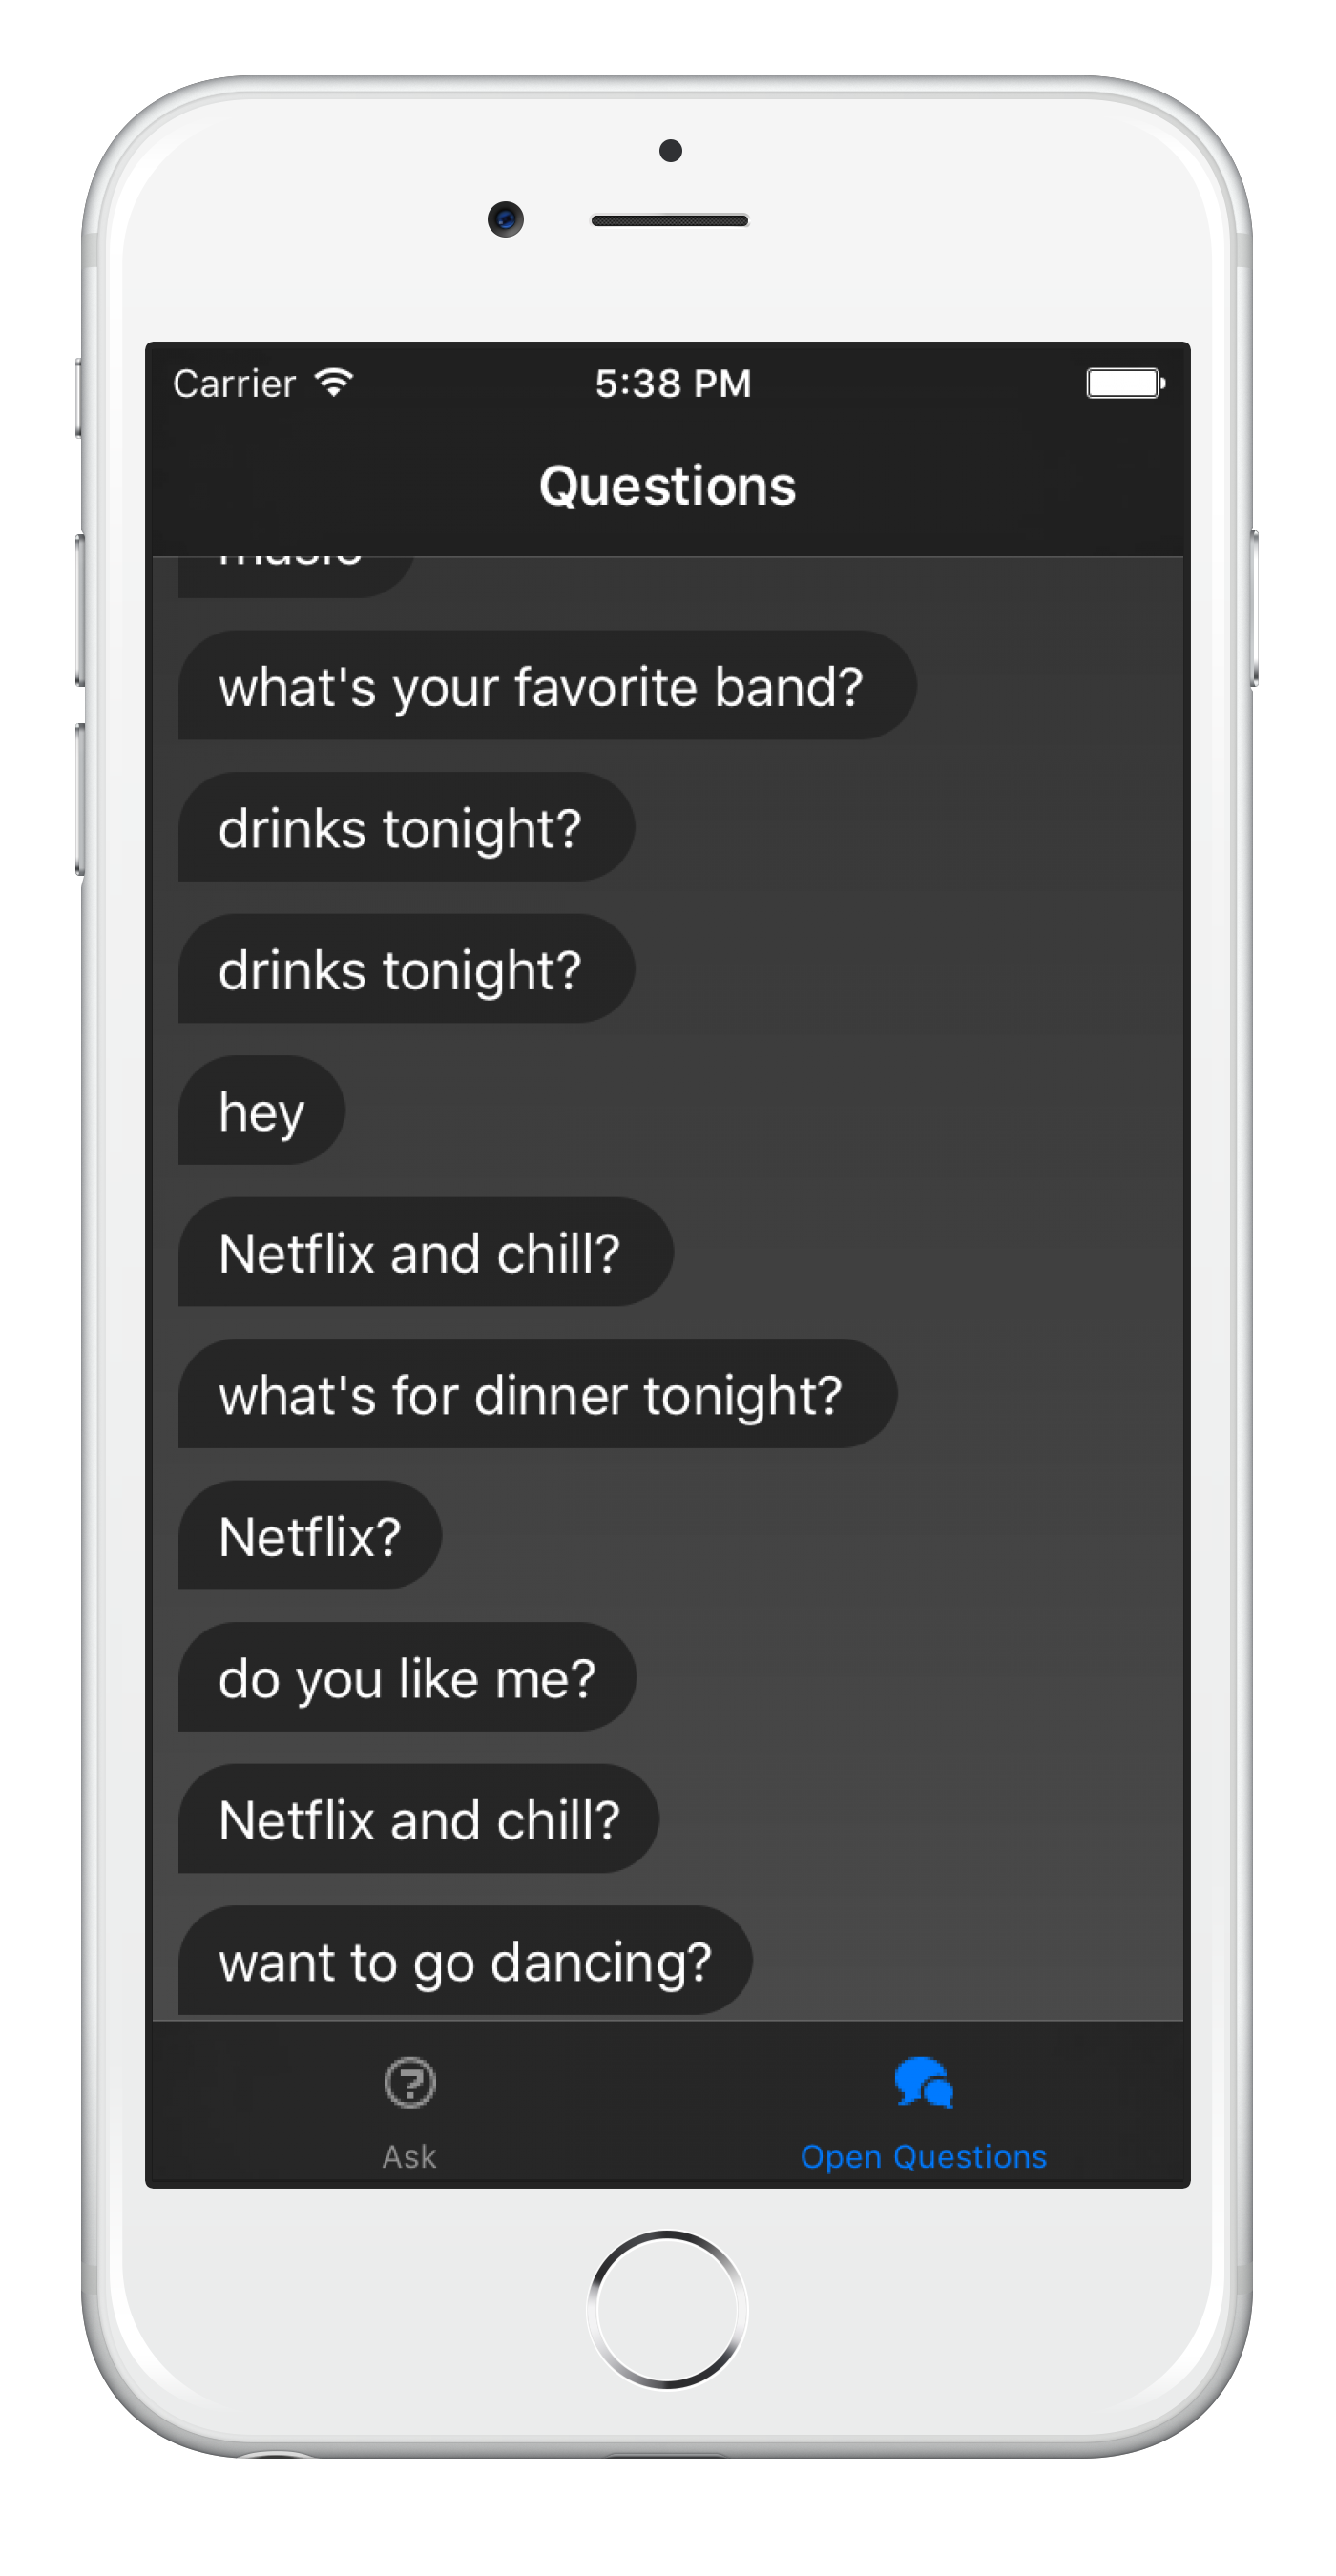 Carrier
5:38 PM
Questions
music
what's your favorite band?
drinks tonight?
drinks tonight?
hey
Netflix and chill?
what's for dinner tonight?
Netflix?
do you like me?
Netflix and chill?
want to go dancing?
Ask
Open Questions